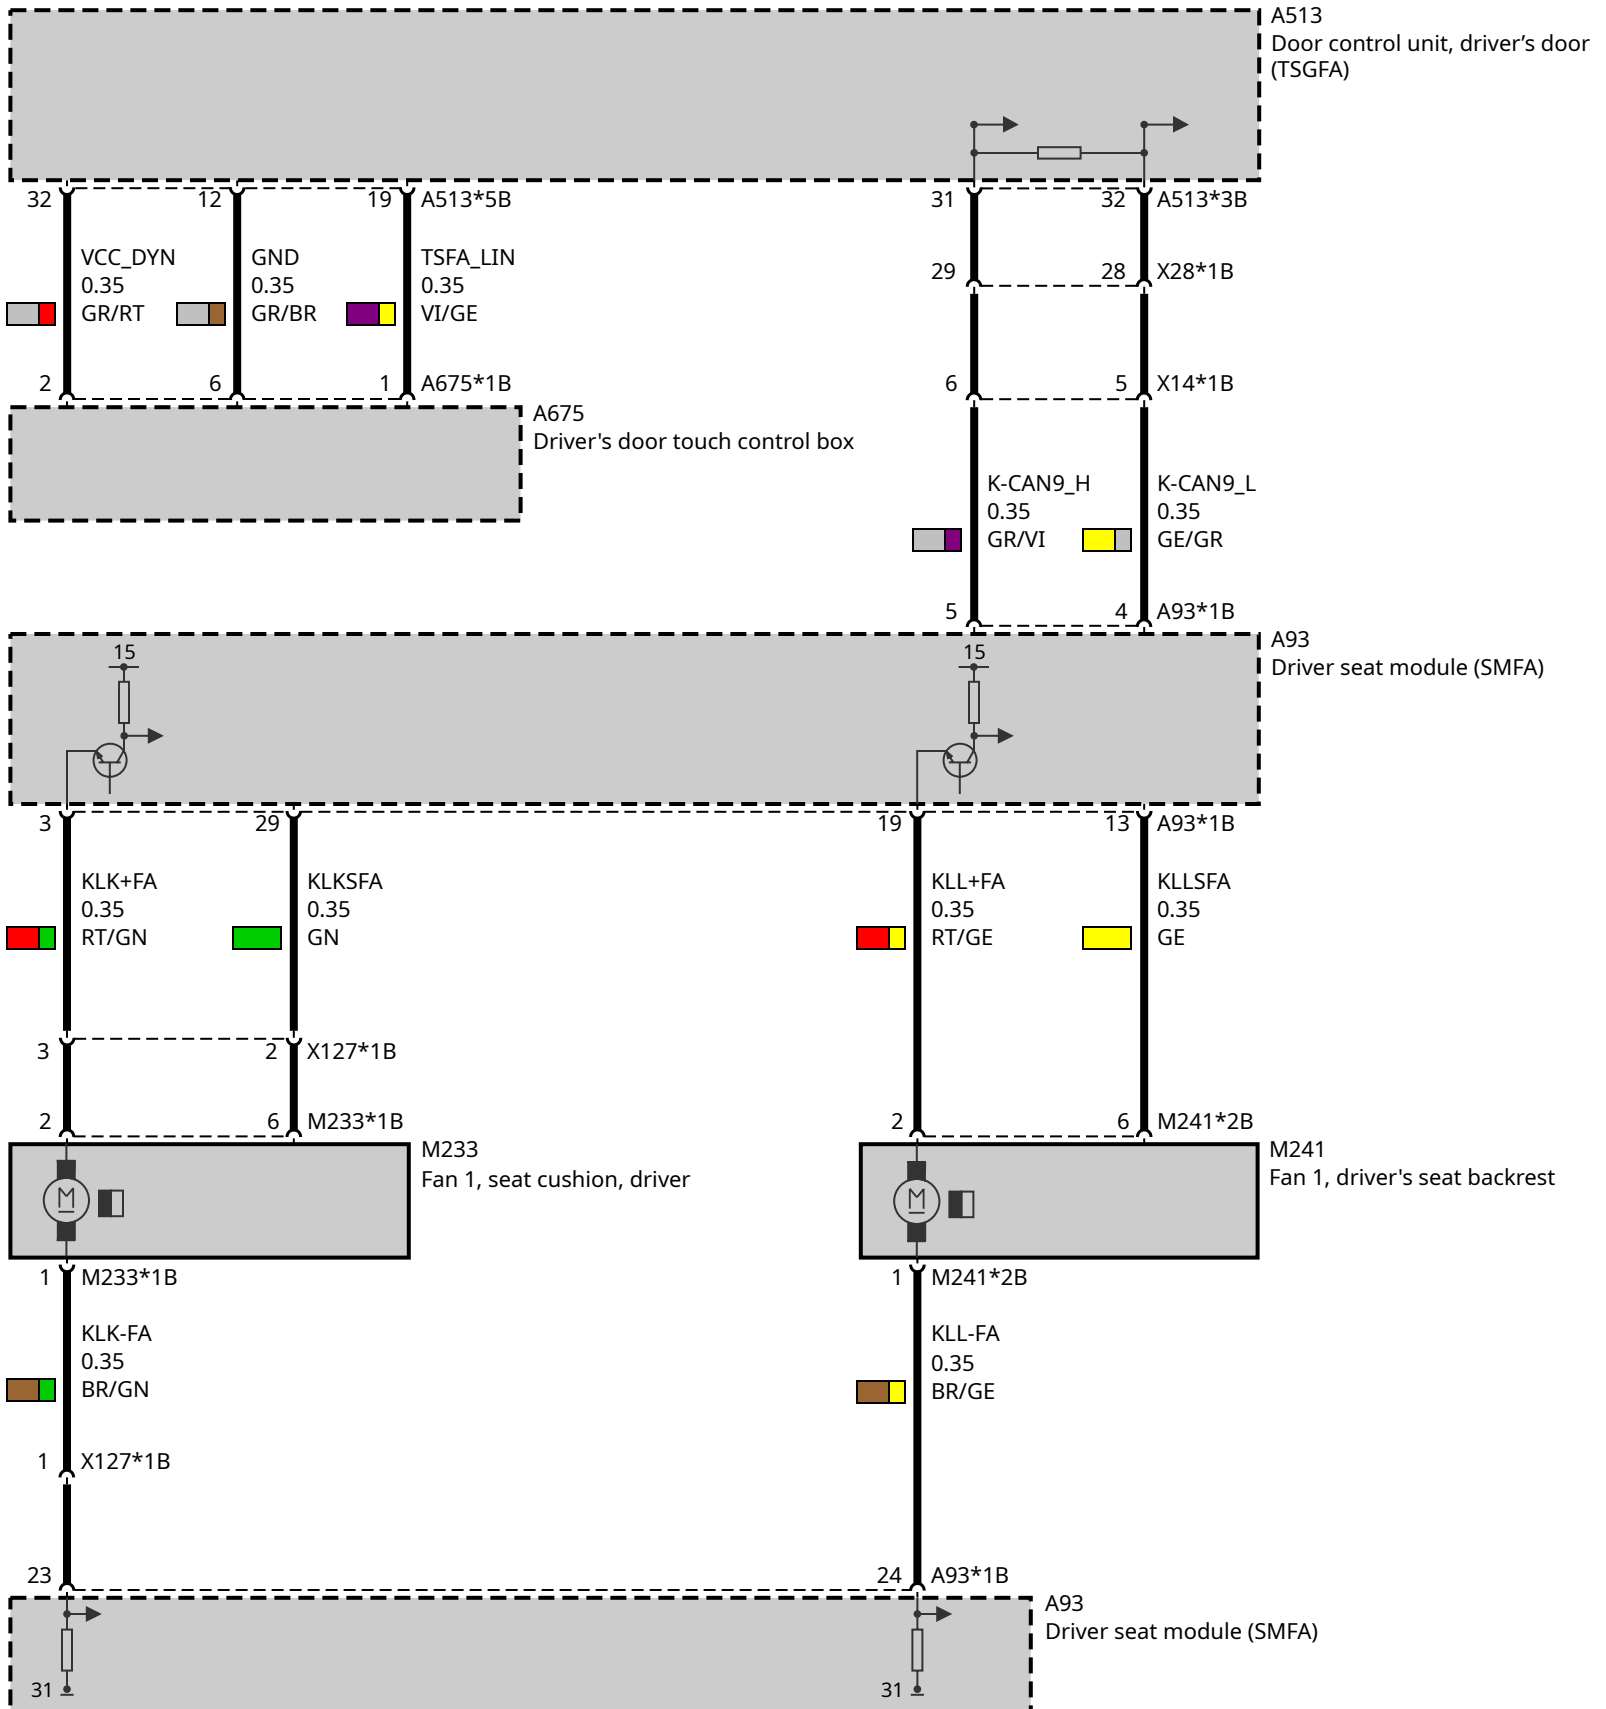 A513
Door control unit, driver’s door
(TSGFA)
32
12
19
A513*5B
31
32
A513*3B
VCC_DYN
0.35
GR/RT
GND
0.35
GR/BR
TSFA_LIN
0.35
VI/GE
29
28
X28*1B
2
6
1
A675*1B
6
5
X14*1B
A675
Driver's door touch control box
K-CAN9_H
0.35
GR/VI
K-CAN9_L
0.35
GE/GR
5
4
A93*1B
A93
Driver seat module (SMFA)
15
15
3
29
19
13
A93*1B
KLK+FA
0.35
RT/GN
KLKSFA
0.35
GN
KLL+FA
0.35
RT/GE
KLLSFA
0.35
GE
3
2
X127*1B
2
6
M233*1B
2
6
M241*2B
M233
Fan 1, seat cushion, driver
M
M241
Fan 1, driver's seat backrest
M
1
M233*1B
1
M241*2B
KLK-FA
0.35
BR/GN
KLL-FA
0.35
BR/GE
1
X127*1B
23
24
A93*1B
A93
Driver seat module (SMFA)
31
31